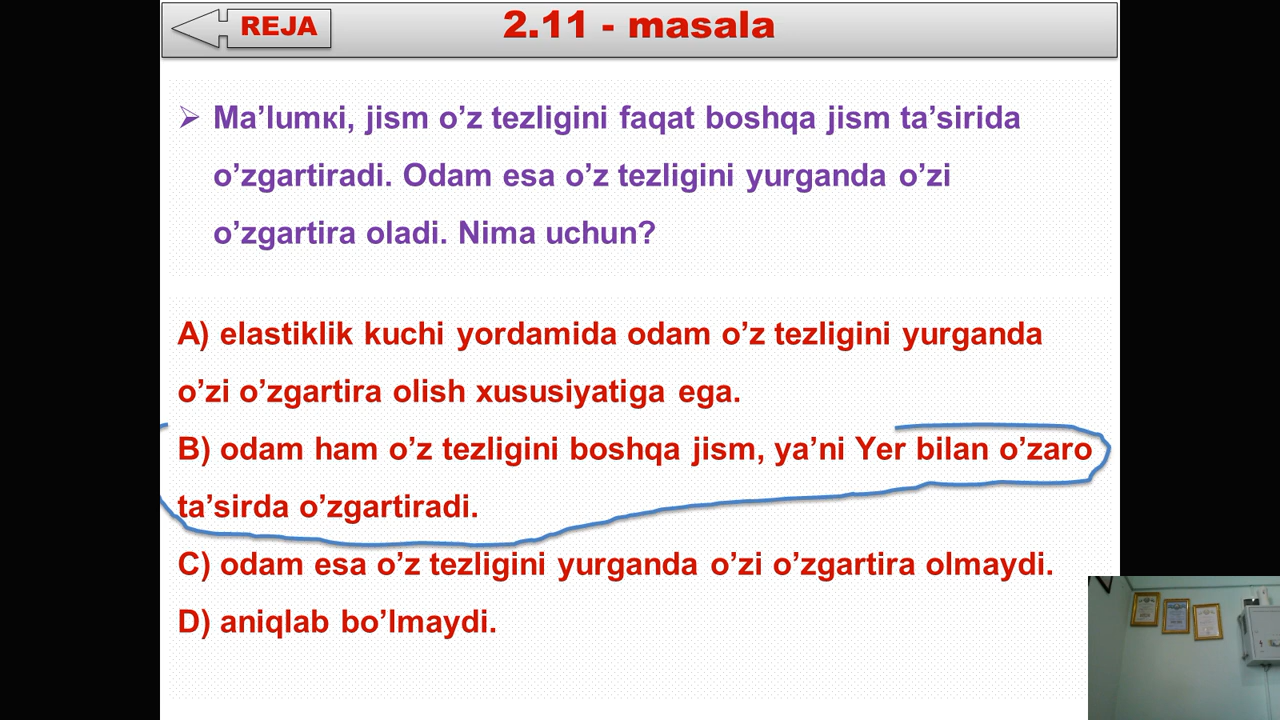 REJA
2.11 - masala
Ma’lumкi, jism o’z tezligini faqat boshqa jism ta’sirida
o’zgartiradi. Odam esa o’z tezligini yurganda o’zi
o’zgartira oladi. Nima uchun?
A) elastiklik kuchi yordamida odam o’z tezligini yurganda
o’zi o’zgartira olish xususiyatiga ega.
B) odam ham o’z tezligini boshqa jism, ya’ni Yer bilan o’zaro
ta’sirda o’zgartiradi.
C) odam esa o’z tezligini yurganda o’zi o’zgartira olmaydi.
D) aniqlab bo’lmaydi.